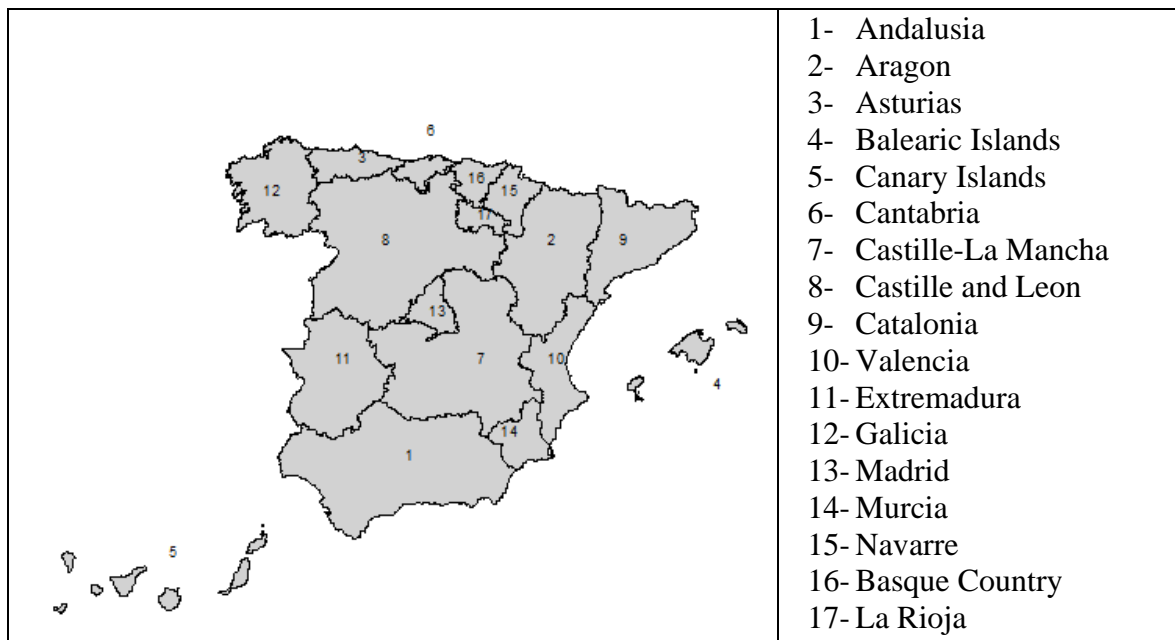 6
3
16
12
15
17
8
2
9
13
11
7
10
4
14
1
5
1- Andalusia
2- Aragon
3- Asturias
4- Balearic Islands
5- Canary Islands
6- Cantabria
7- Castille-La Mancha
8- Castille and Leon
9- Catalonia
10- Valencia
11- Extremadura
12- Galicia
13- Madrid
14- Murcia
15- Navarre
16- Basque Country
17- La Rioja